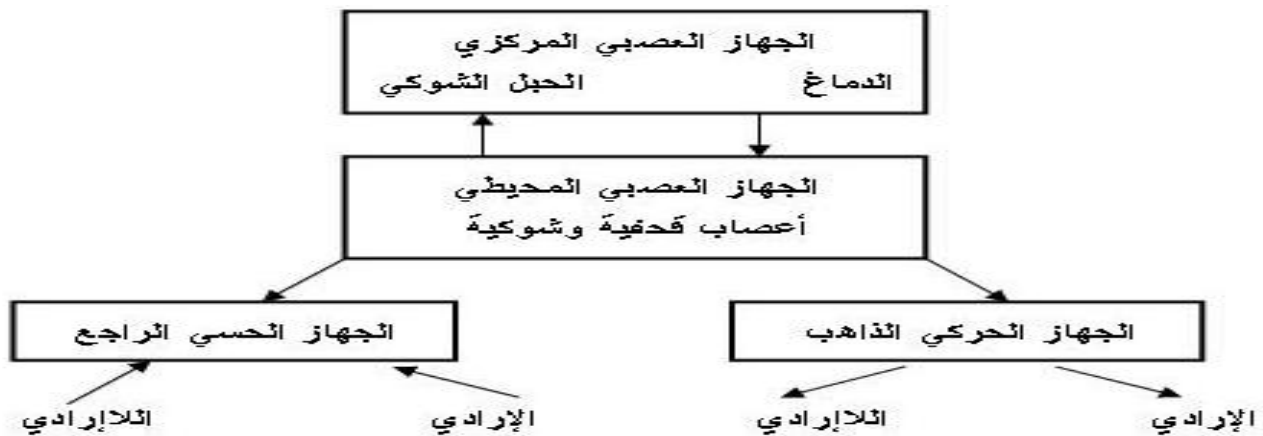 الجهاز العصبي المركزي
الدماغ الحبل الشوكي
الجهاز العصبي المحيطي
أعصاب قحفية وشوكية
الجهاز الحركي الذاهب الجهاز الحسي الراجع
الإرادي اللاإرادي الإرادي اللاإرادي